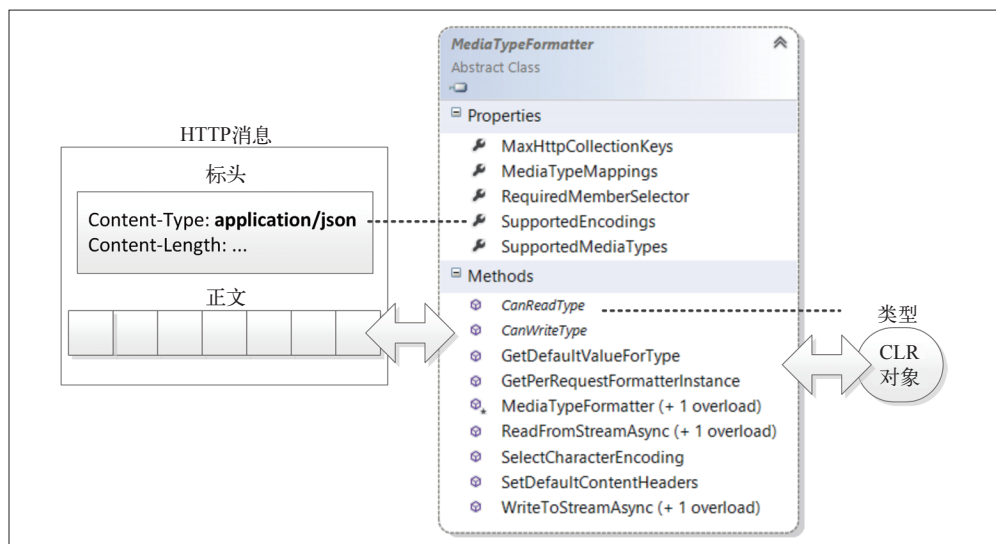 HTTP消息
标头
Content-Type: application/json
Content-Length: ...
正文
MediaTypeFormatter
Abstract Class
Properties
MaxHttpCollectionKeys
MediaTypeMappings
RequiredMemberSelector
SupportedEncodings
SupportedMediaTypes
Methods
CanReadType
CanWriteType
GetDefaultValueForType
GetPerRequestFormatterInstance
MediaTypeFormatter (+ 1 overload)
ReadFromStreamAsync (+ 1 overload)
SelectCharacterEncoding
SetDefaultContentHeaders
WriteToStreamAsync (+ 1 overload)
类型
CLR
对象